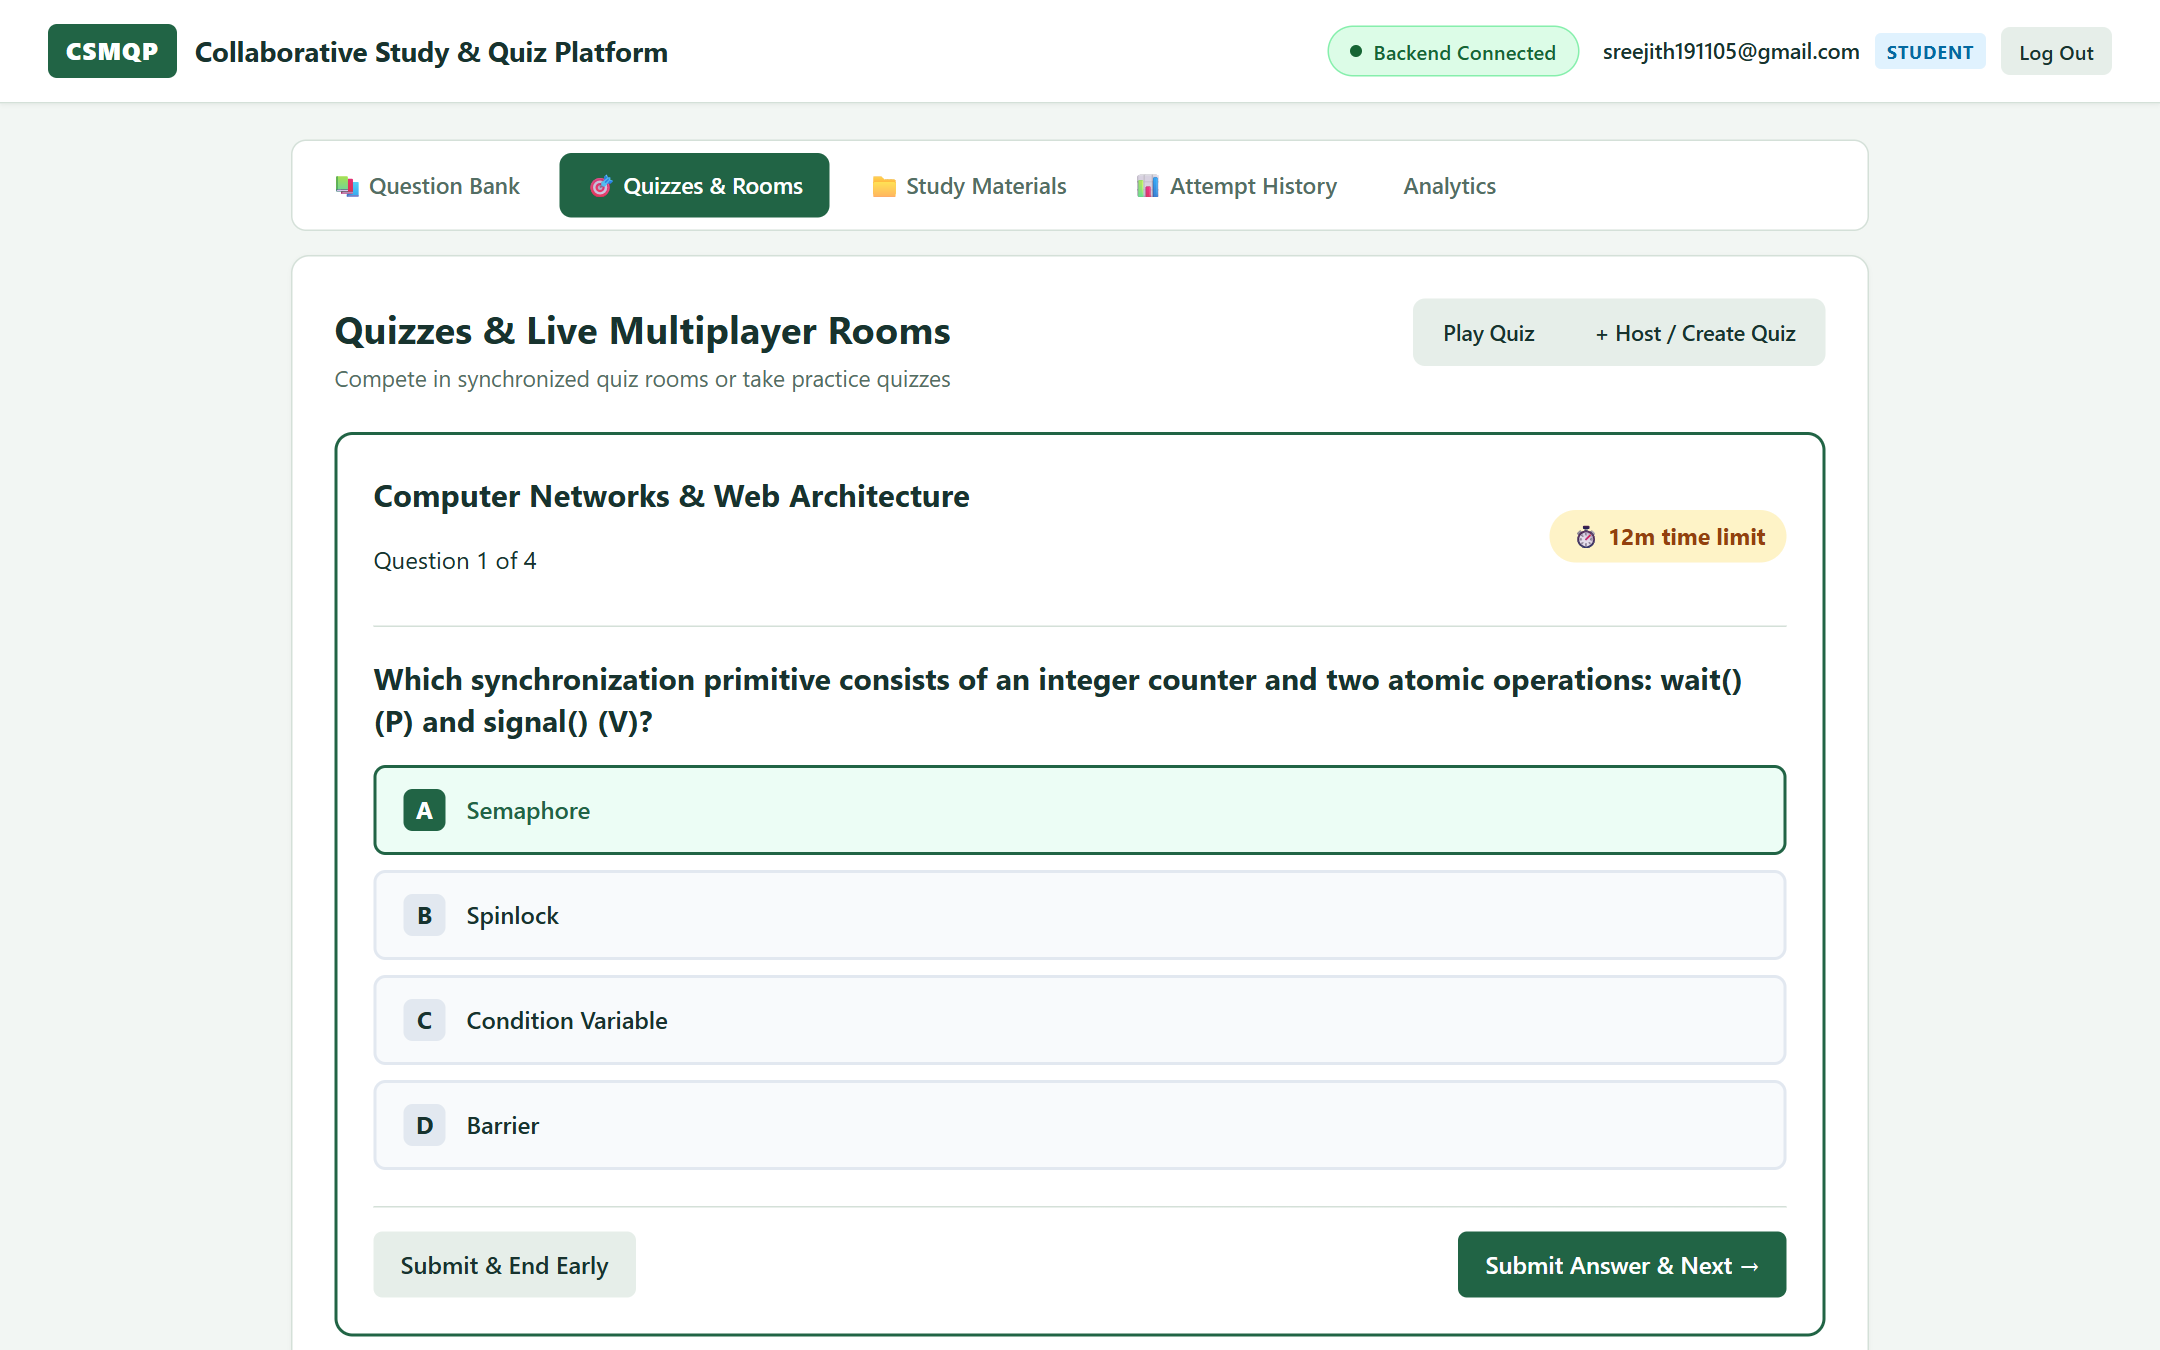 CSMQP Collaborative Study & Quiz Platform
Backend Connected sreejith191105@gmail.com STUDENT Log Out
Question Bank Quizzes & Rooms Study Materials Attempt History Analytics
Quizzes & Live Multiplayer Rooms
Compete in synchronized quiz rooms or take practice quizzes
Play Quiz + Host / Create Quiz
Computer Networks & Web Architecture
Question 1 of 4
12m time limit
Which synchronization primitive consists of an integer counter and two atomic operations: wait()
(P) and signal() (V)?
A Semaphore
B Spinlock
C Condition Variable
D Barrier
Submit & End Early Submit Answer & Next →